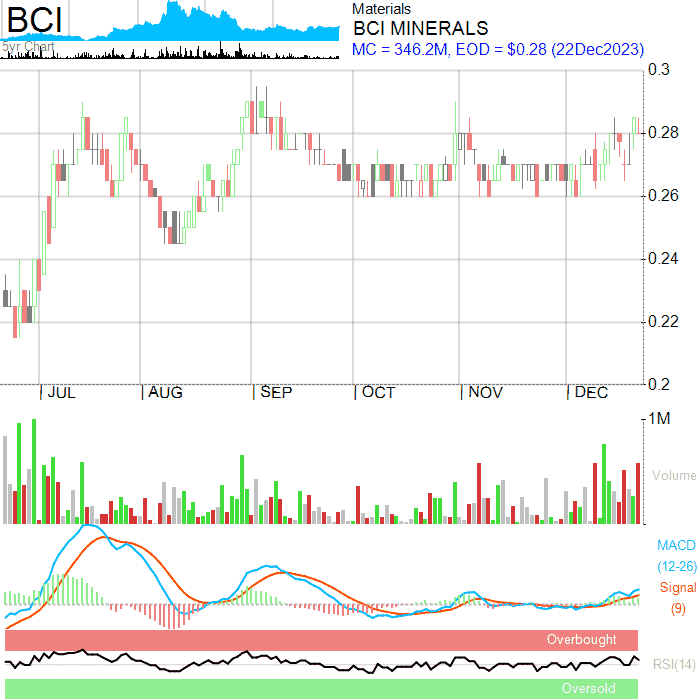 BCI
5yr Chart
Materials
BCI MINERALS
MC = 346.2M, EOD = $0.28 (22Dec2023)
0.3
0.28
0.26
0.24
0.22
0.2
JUL AUG SEP OCT NOV DEC
1M
Volume
MACD
(12-26)
Signal
(9)
Overbought
RSI(14)
Oversold